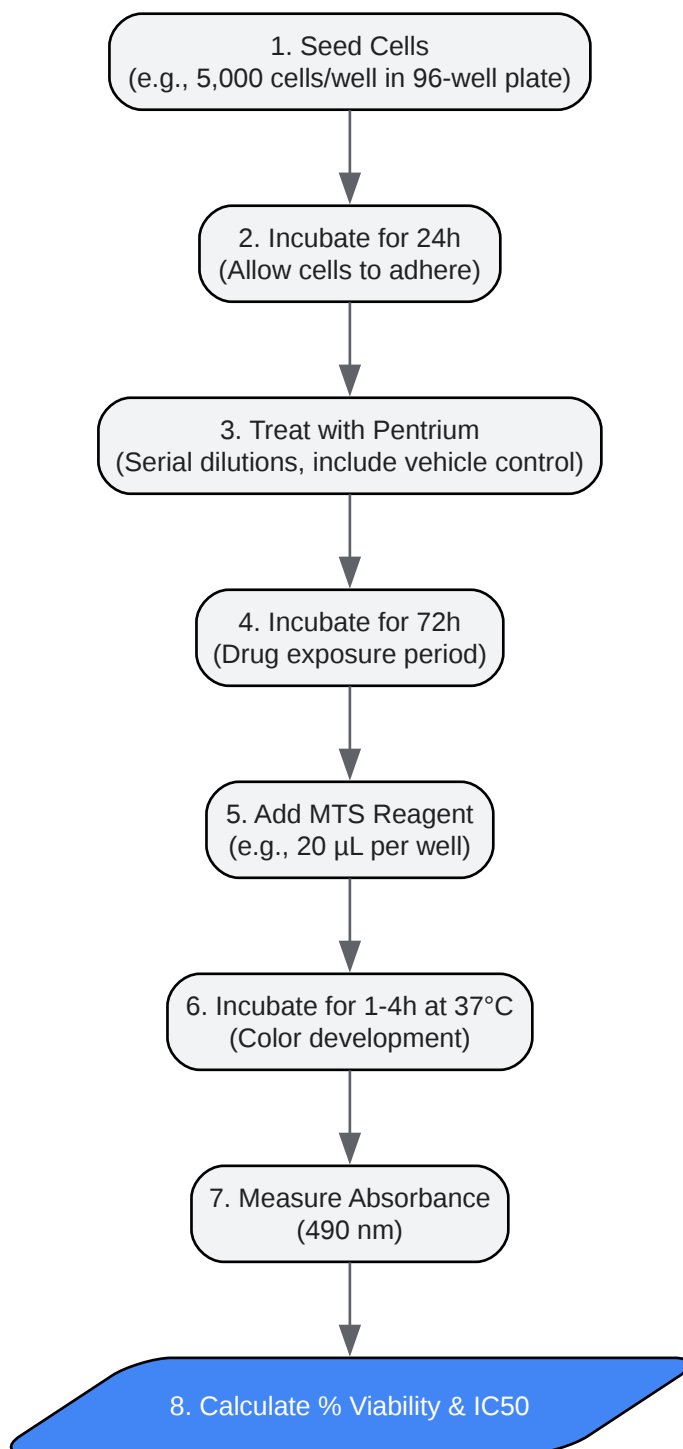 1. Seed Cells
(e.g., 5,000 cells/well in 96-well plate)
2. Incubate for 24h
(Allow cells to adhere)
3. Treat with Pentrium
(Serial dilutions, include vehicle control)
4. Incubate for 72h
(Drug exposure period)
5. Add MTS Reagent
(e.g., 20 µL per well)
6. Incubate for 1-4h at 37°C
(Color development)
7. Measure Absorbance
(490 nm)
8. Calculate % Viability & IC50